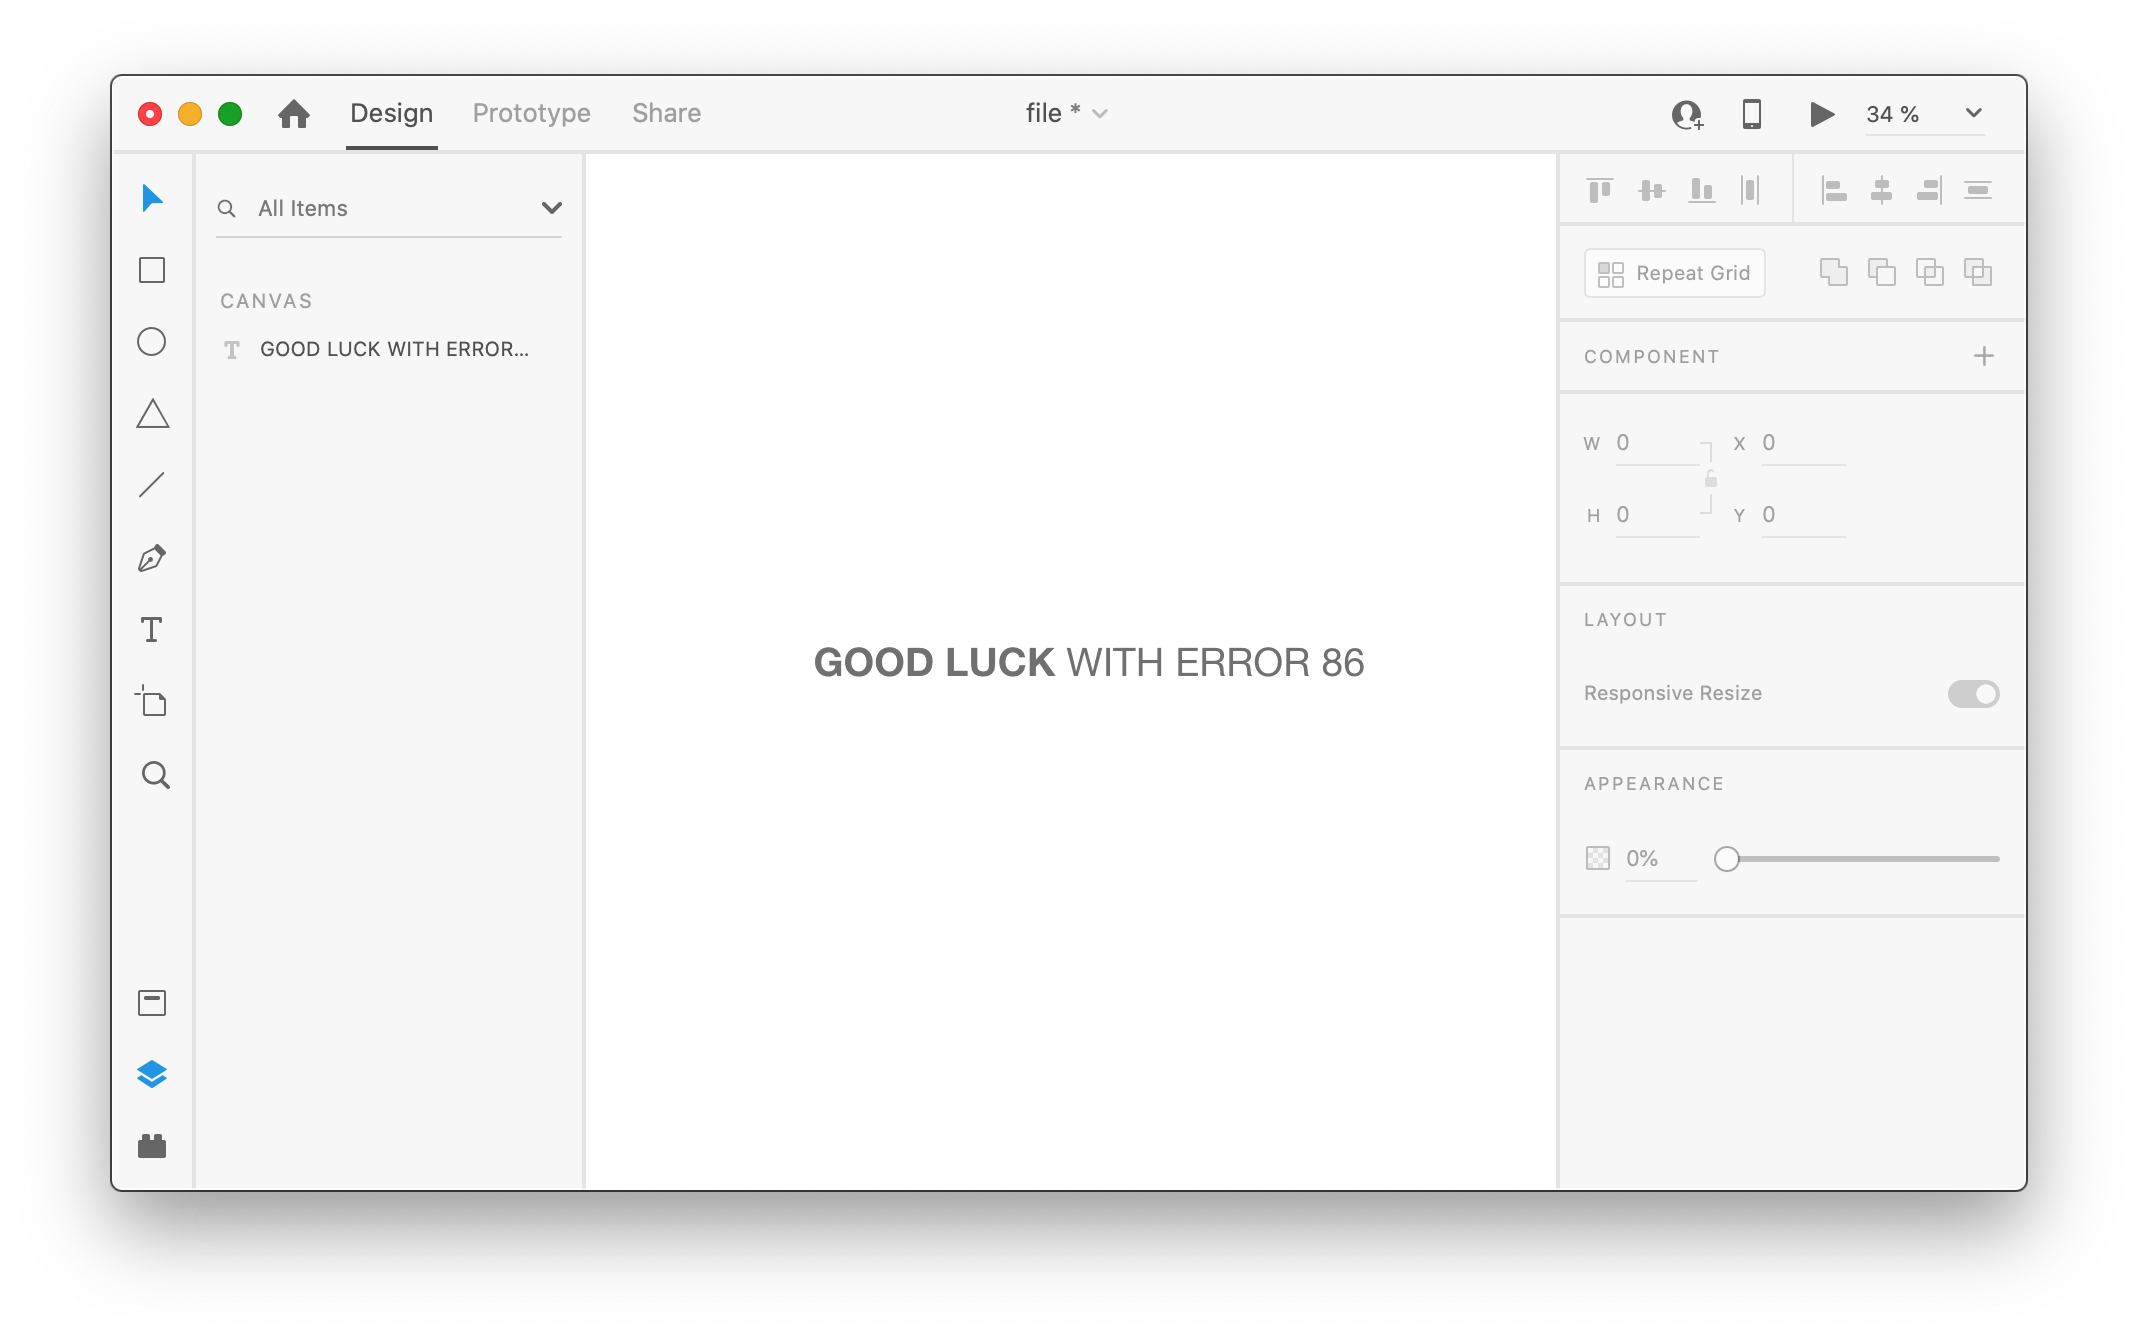 Design Prototype Share file * 34 %
All Items
CANVAS
GOOD LUCK WITH ERROR...
GOOD LUCK WITH ERROR 86
Repeat Grid
COMPONENT
W 0 X 0
H 0 Y 0
LAYOUT
Responsive Resize
APPEARANCE
0%